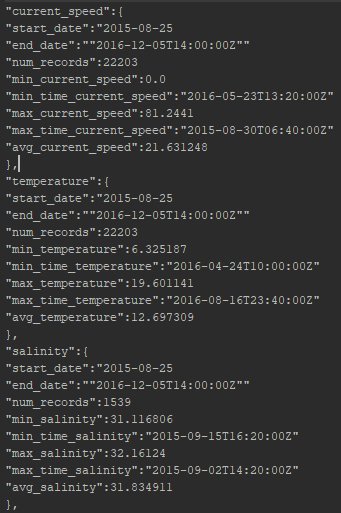 "current_speed":{
"start_date":"2015-08-25
"end_date":""2016-12-05T14:00:00Z""
"num_records":22203
"min_current_speed":0.0
"min_time_current_speed":"2016-05-23T13:20:00Z"
"max_current_speed":81.2441
"max_time_current_speed":"2015-08-30T06:40:00Z"
"avg_current_speed":21.631248
},
"temperature":{
"start_date":"2015-08-25
"end_date":""2016-12-05T14:00:00Z""
"num_records":22203
"min_temperature":6.325187
"min_time_temperature":"2016-04-24T10:00:00Z"
"max_temperature":19.601141
"max_time_temperature":"2016-08-16T23:40:00Z"
"avg_temperature":12.697309
},
"salinity":{
"start_date":"2015-08-25
"end_date":""2016-12-05T14:00:00Z""
"num_records":1539
"min_salinity":31.116806
"min_time_salinity":"2015-09-15T16:20:00Z"
"max_salinity":32.16124
"max_time_salinity":"2015-09-02T14:20:00Z"
"avg_salinity":31.834911
},